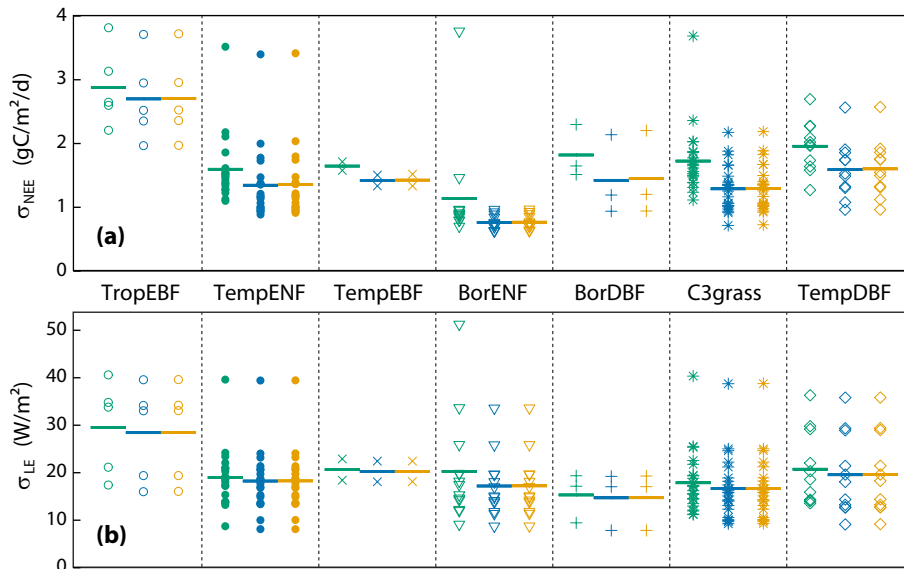 4
3
2
1
0
σNEE (gC/m²/d)
(a)
TropEBF TempENF TempEBF BorENF BorDBF C3grass TempDBF
50
40
30
20
10
0
σLE (W/m²)
(b)